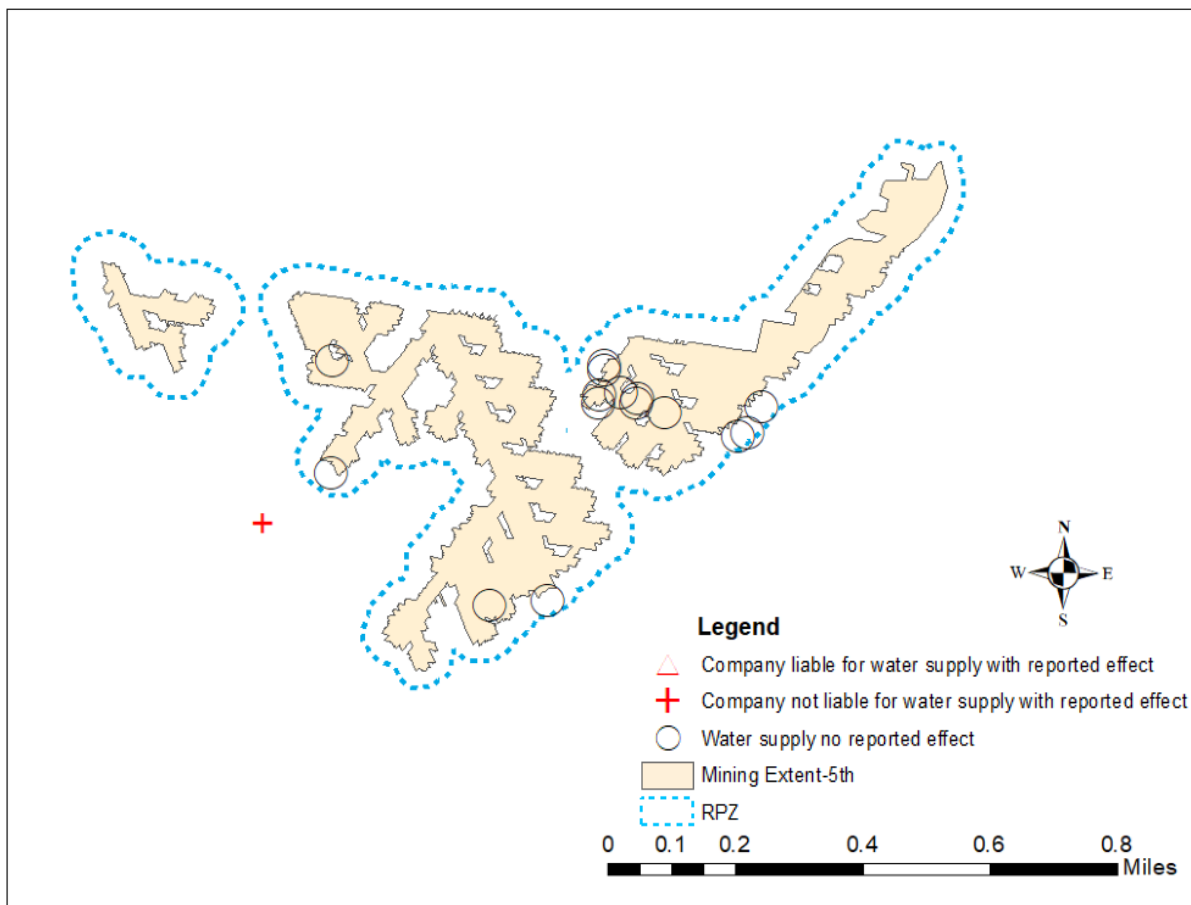 N
W E
S
Legend
Company liable for water supply with reported effect
Company not liable for water supply with reported effect
Water supply no reported effect
Mining Extent-5th
RPZ
0 0.1 0.2 0.4 0.6 0.8
Miles